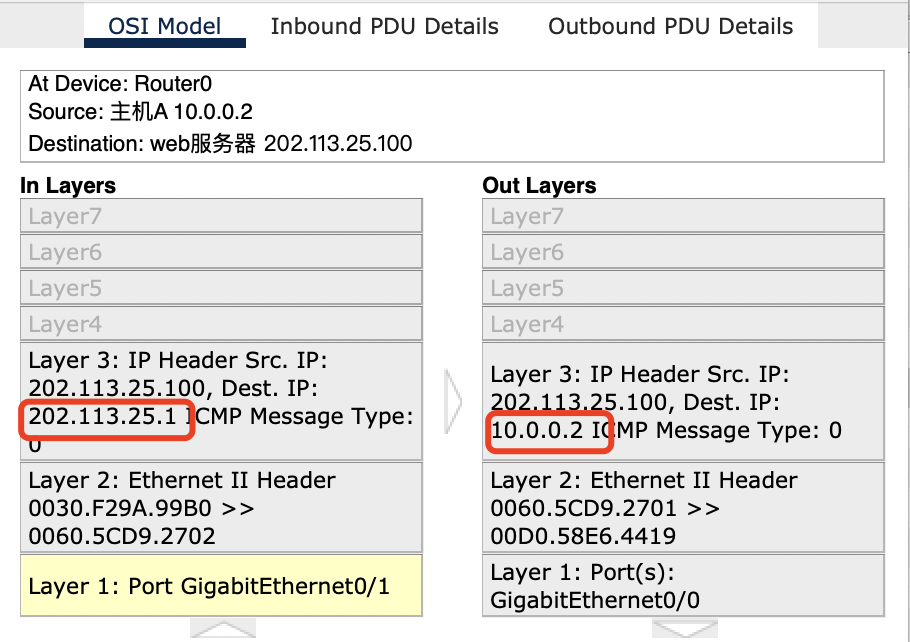 OSI Model Inbound PDU Details Outbound PDU Details
At Device: Router0
Source: 主机A 10.0.0.2
Destination: web服务器 202.113.25.100
In Layers
Layer7
Layer6
Layer5
Layer4
Layer 3: IP Header Src. IP:
202.113.25.100, Dest. IP:
202.113.25.1 ICMP Message Type:
0
Layer 2: Ethernet II Header
0030.F29A.99B0 >>
0060.5CD9.2702
Layer 1: Port GigabitEthernet0/1
Out Layers
Layer7
Layer6
Layer5
Layer4
Layer 3: IP Header Src. IP:
202.113.25.100, Dest. IP:
10.0.0.2 ICMP Message Type: 0
Layer 2: Ethernet II Header
0060.5CD9.2701 >>
00D0.58E6.4419
Layer 1: Port(s):
GigabitEthernet0/0